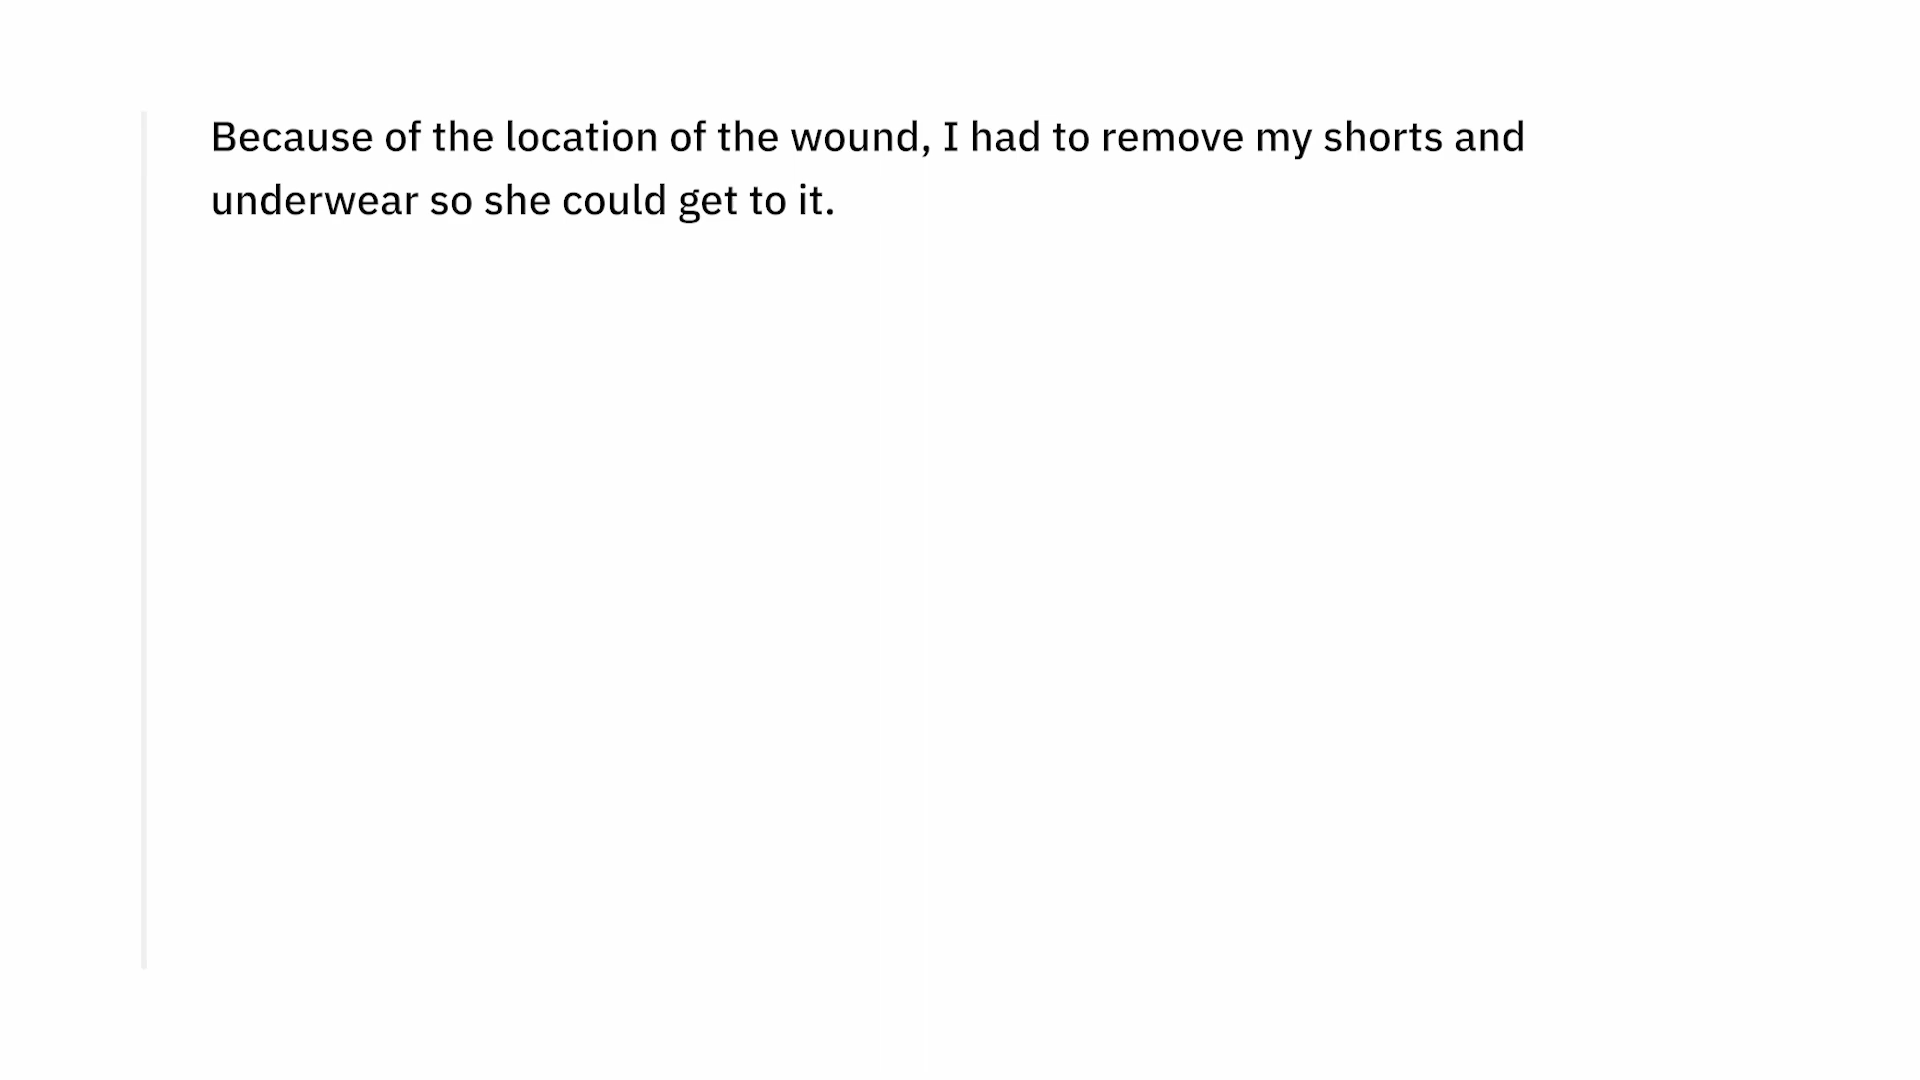 Because of the location of the wound, I had to remove my shorts and
underwear so she could get to it.